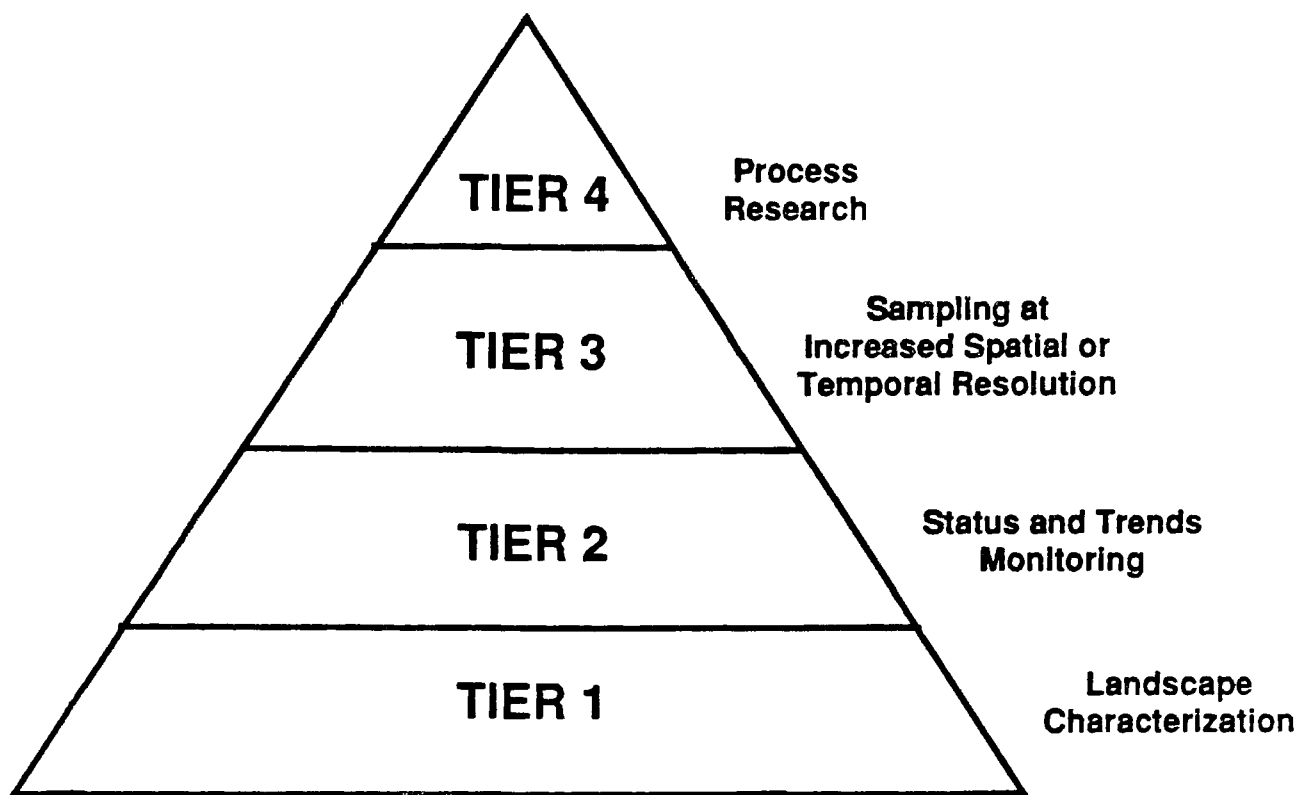 TIER 4
Process
Research
TIER 3
Sampling at
Increased Spatial or
Temporal Resolution
TIER 2
Status and Trends
Monitoring
TIER 1
Landscape
Characterization